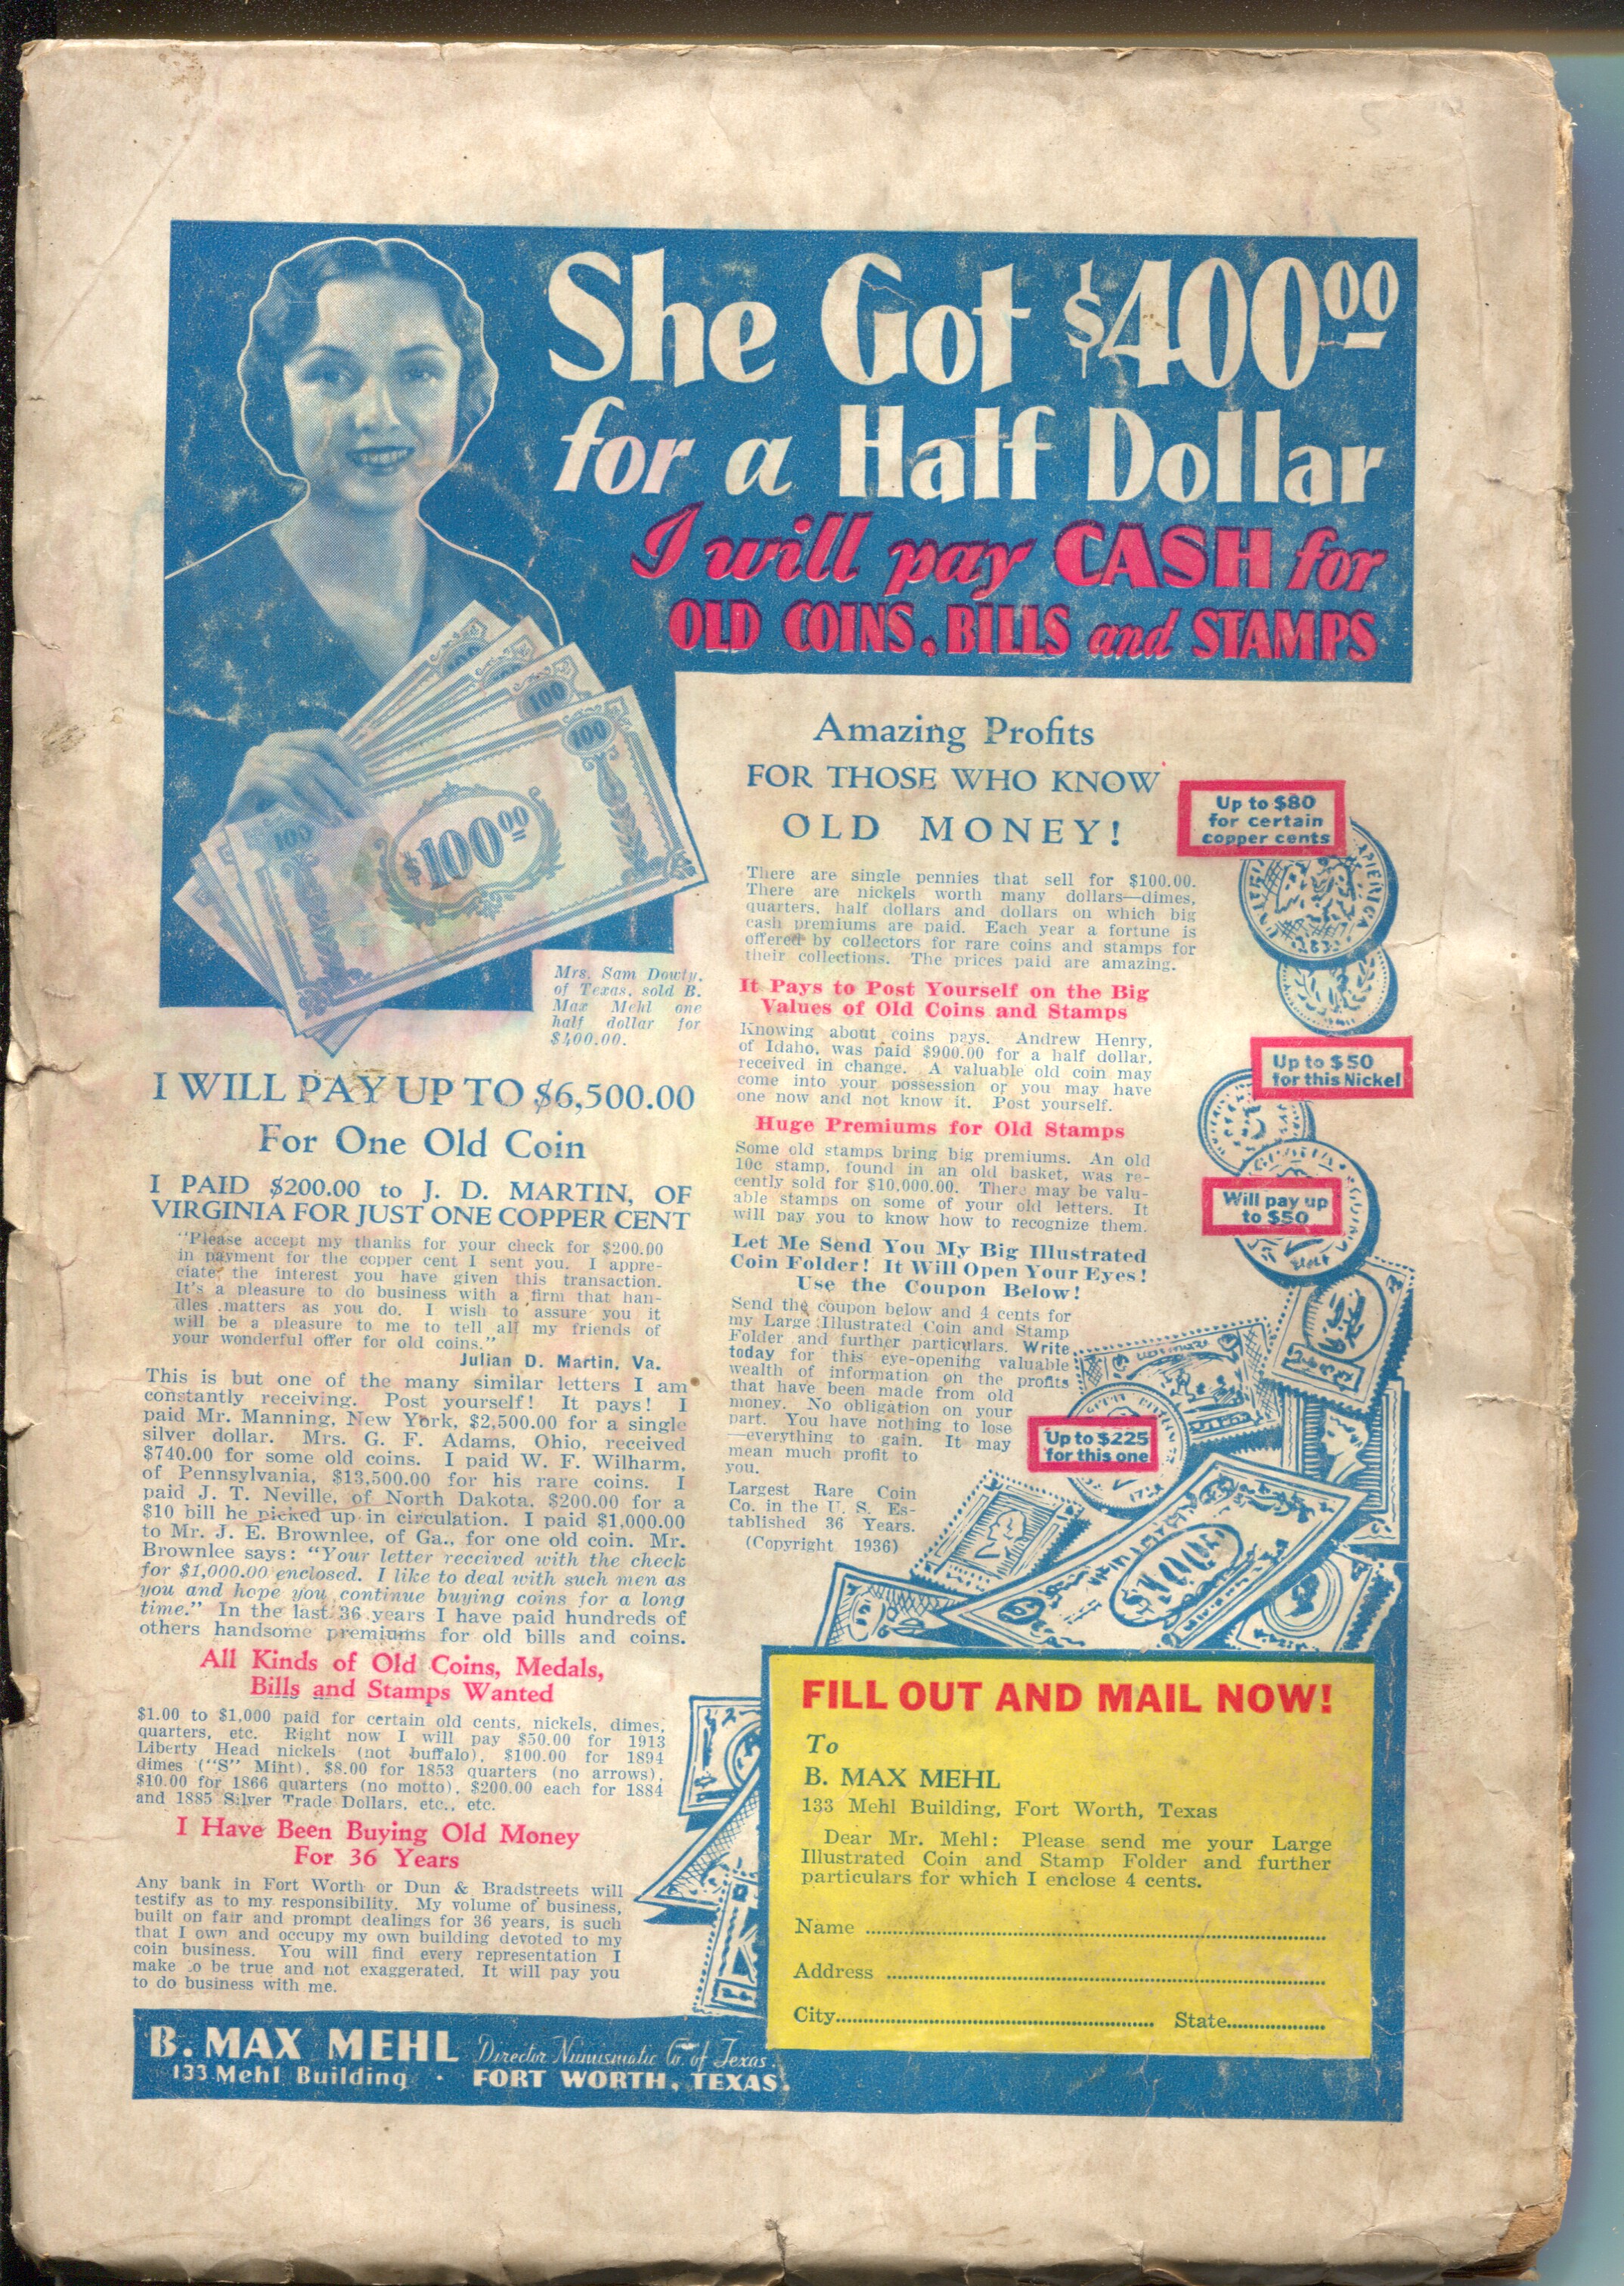 She Got $400.00
for a Half Dollar
I will pay CASH for
OLD COINS, BILLS and STAMPS
100
100
100
100
$100.00
Mrs. Sam Dowty,
of Texas, sold B.
Max Mehl one
half dollar for
$400.00.
I WILL PAY UP TO $6,500.00
For One Old Coin
I PAID $200.00 to J. D. MARTIN, OF
VIRGINIA FOR JUST ONE COPPER CENT
"Please accept my thanks for your check for $200.00
in payment for the copper cent I sent you. I appre-
ciate the interest you have given this transaction.
It's a pleasure to do business with a firm that han-
dles matters as you do. I wish to assure you it
will be a pleasure to me to tell all my friends of
your wonderful offer for old coins."
Julian D. Martin, Va.
This is but one of the many similar letters I am
constantly receiving. Post yourself! It pays! I
paid Mr. Manning, New York, $2,500.00 for a single
silver dollar. Mrs. G. F. Adams, Ohio, received
$740.00 for some old coins. I paid W. F. Wilharm,
of Pennsylvania, $13,500.00 for his rare coins. I
paid J. T. Neville, of North Dakota, $200.00 for a
$10 bill he picked up in circulation. I paid $1,000.00
to Mr. J. E. Brownlee, of Ga., for one old coin. Mr.
Brownlee says: "Your letter received with the check
for $1,000.00 enclosed. I like to deal with such men as
you and hope you continue buying coins for a long
time." In the last 36 years I have paid hundreds of
others handsome premiums for old bills and coins.
All Kinds of Old Coins, Medals,
Bills and Stamps Wanted
$1.00 to $1,000 paid for certain old cents, nickels, dimes,
quarters, etc. Right now I will pay $50.00 for 1913
Liberty Head nickels (not buffalo), $100.00 for 1894
dimes ("S" Mint), $8.00 for 1853 quarters (no arrows),
$10.00 for 1866 quarters (no motto), $200.00 each for 1884
and 1885 Silver Trade Dollars, etc., etc.
I Have Been Buying Old Money
For 36 Years
Any bank in Fort Worth or Dun & Bradstreets will
testify as to my responsibility. My volume of business,
built on fair and prompt dealings for 36 years, is such
that I own and occupy my own building devoted to my
coin business. You will find every representation I
make to be true and not exaggerated. It will pay you
to do business with me.
Amazing Profits
FOR THOSE WHO KNOW
OLD MONEY!
There are single pennies that sell for $100.00.
There are nickels worth many dollars—dimes,
quarters, half dollars and dollars on which big
cash premiums are paid. Each year a fortune is
offered by collectors for rare coins and stamps for
their collections. The prices paid are amazing.
It Pays to Post Yourself on the Big
Values of Old Coins and Stamps
Knowing about coins pays. Andrew Henry,
of Idaho, was paid $900.00 for a half dollar,
received in change. A valuable old coin may
come into your possession or you may have
one now and not know it. Post yourself.
Huge Premiums for Old Stamps
Some old stamps bring big premiums. An old
10c stamp, found in an old basket, was re-
cently sold for $10,000.00. There may be valu-
able stamps on some of your old letters. It
will pay you to know how to recognize them.
Let Me Send You My Big Illustrated
Coin Folder! It Will Open Your Eyes!
Use the Coupon Below!
Send the coupon below and 4 cents for
my Large Illustrated Coin and Stamp
Folder and further particulars. Write
today for this eye-opening valuable
wealth of information on the profits
that have been made from old
money. No obligation on your
part. You have nothing to lose
—everything to gain. It may
mean much profit to
you.
Largest Rare Coin
Co. in the U. S. Es-
tablished 36 Years.
(Copyright 1936)
Up to $80
for certain
copper cents
Up to $50
for this Nickel
Will pay up
to $50
Up to $225
for this one
$100
FILL OUT AND MAIL NOW!
To
B. MAX MEHL
133 Mehl Building, Fort Worth, Texas
Dear Mr. Mehl: Please send me your Large
Illustrated Coin and Stamp Folder and further
particulars for which I enclose 4 cents.
Name
Address
City State
B. MAX MEHL Director Numismatic Co. of Texas.
133 Mehl Building · FORT WORTH, TEXAS.